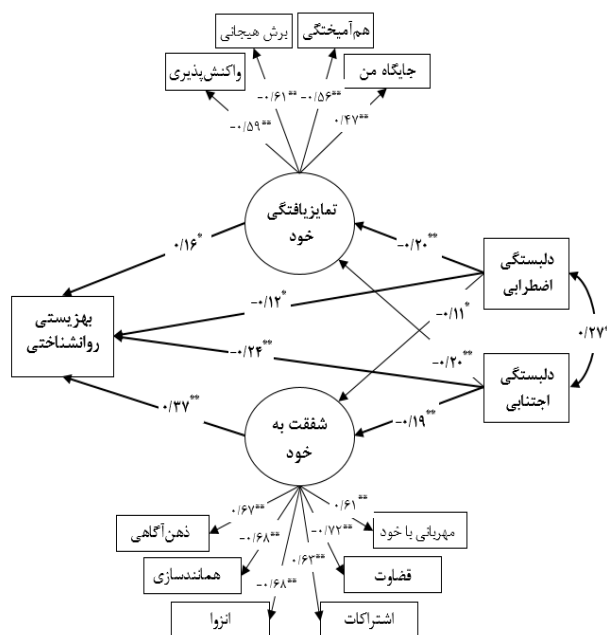 برش هیجانی
هم‌آمیختگی
واکنش‌پذیری
جایگاه من
-۰/۶۱**
-۰/۵۶**
-۰/۵۹**
۰/۴۷**
تمایزیافتگی
خود
۰/۱۶*
-۰/۲۰**
دلبستگی
اضطرابی
-۰/۱۲*
-۰/۱۱*
بهزیستی
روانشناختی
۰/۲۷**
-۰/۲۴**
-۰/۲۰**
دلبستگی
اجتنابی
۰/۳۷**
-۰/۱۹**
شفقت به
خود
۰/۶۷**
۰/۶۱**
-۰/۶۸**
-۰/۷۲**
۰/۶۳**
-۰/۶۸**
ذهن‌آگاهی
مهربانی با خود
همانندسازی
قضاوت
انزوا
اشتراکات